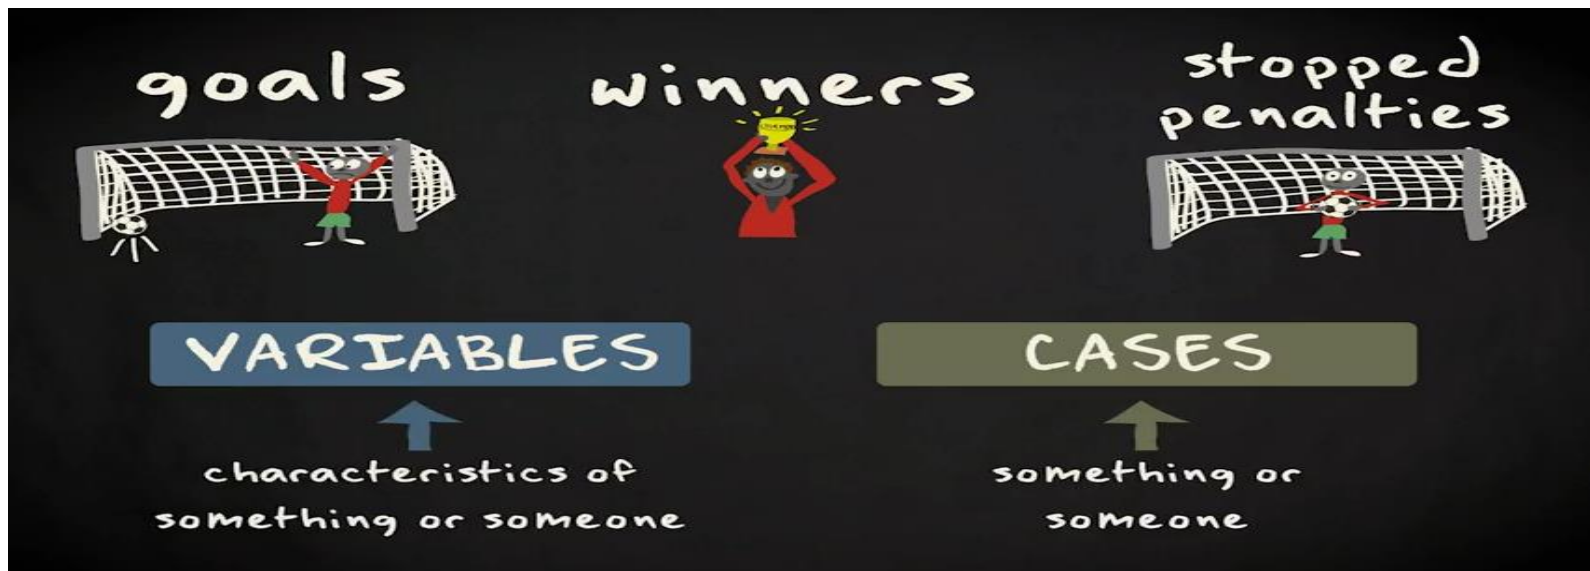 goals
winners
stopped
penalties
VARIABLES
CASES
characteristics of
something or someone
something or
someone